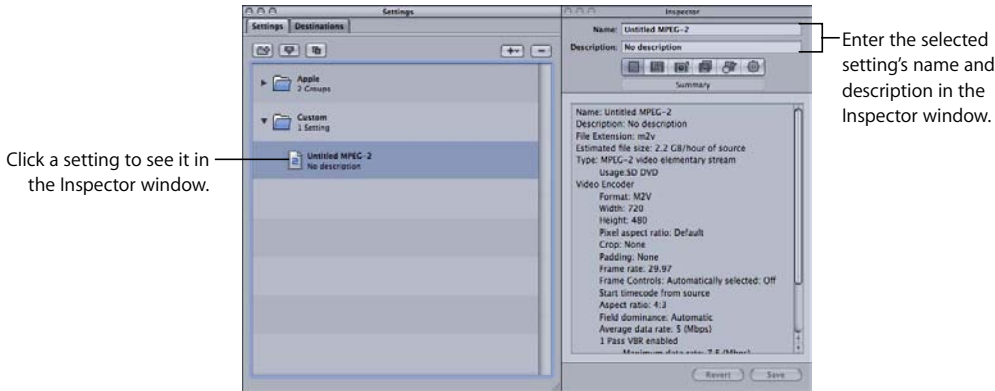 Settings
Settings Destinations
Apple
2 Groups
Custom
1 Setting
Untitled MPEG-2
No description
Click a setting to see it in
the Inspector window.
Inspector
Name: Untitled MPEG-2
Description: No description
Summary
Name: Untitled MPEG-2
Description: No description
File Extension: m2v
Estimated file size: 2.2 GB/hour of source
Type: MPEG-2 video elementary stream
Usage:SD DVD
Video Encoder
Format: M2V
Width: 720
Height: 480
Pixel aspect ratio: Default
Crop: None
Padding: None
Frame rate: 29.97
Frame Controls: Automatically selected: Off
Start timecode from source
Aspect ratio: 4:3
Field dominance: Automatic
Average data rate: 5 (Mbps)
1 Pass VBR enabled
Maximum data rate: 7.5 (Mbps)
Revert Save
Enter the selected
setting’s name and
description in the
Inspector window.